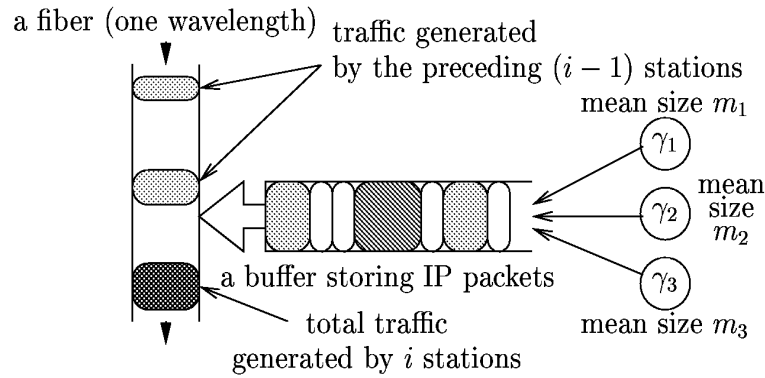 a fiber (one wavelength)
traffic generated
by the preceding (i − 1) stations
mean size m₁
γ₁
γ₂
mean
size
m₂
γ₃
mean size m₃
a buffer storing IP packets
total traffic
generated by i stations